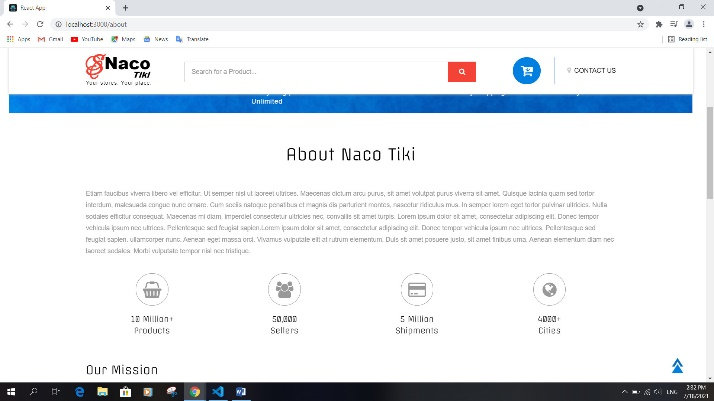 React App
localhost:3000/about
Apps Gmail YouTube Maps News Translate Reading list
Naco
Tiki
Your stores. Your place.
Search for a Product...
CONTACT US
Unlimited
About Naco Tiki
Etiam faucibus viverra libero vel efficitur. Ut semper nisl ut laoreet ultrices. Maecenas dictum arcu purus, sit amet volutpat purus viverra sit amet. Quisque lacinia quam sed tortor
interdum, malesuada congue nunc ornare. Cum sociis natoque penatibus et magnis dis parturient montes, nascetur ridiculus mus. In semper lorem eget tortor pulvinar ultricies. Nulla
sodales efficitur consequat. Maecenas mi diam, imperdiet consectetur ultricies nec, convallis sit amet turpis. Lorem ipsum dolor sit amet, consectetur adipiscing elit. Donec tempor
vehicula ipsum nec ultrices. Pellentesque sed feugiat sapien.Lorem ipsum dolor sit amet, consectetur adipiscing elit. Donec tempor vehicula ipsum nec ultrices. Pellentesque sed
feugiat sapien, ullamcorper nunc. Aenean eget massa orci. Vivamus vulputate elit at rutrum elementum. Duis sit amet posuere justo, sit amet finibus urna. Aenean elementum diam nec
laoreet sodales. Morbi vulputate tempor nisl nec tristique.
10 Million+
Products
50,000
Sellers
5 Million
Shipments
4000+
Cities
Our Mission
ENG
2:32 PM
7/18/2021